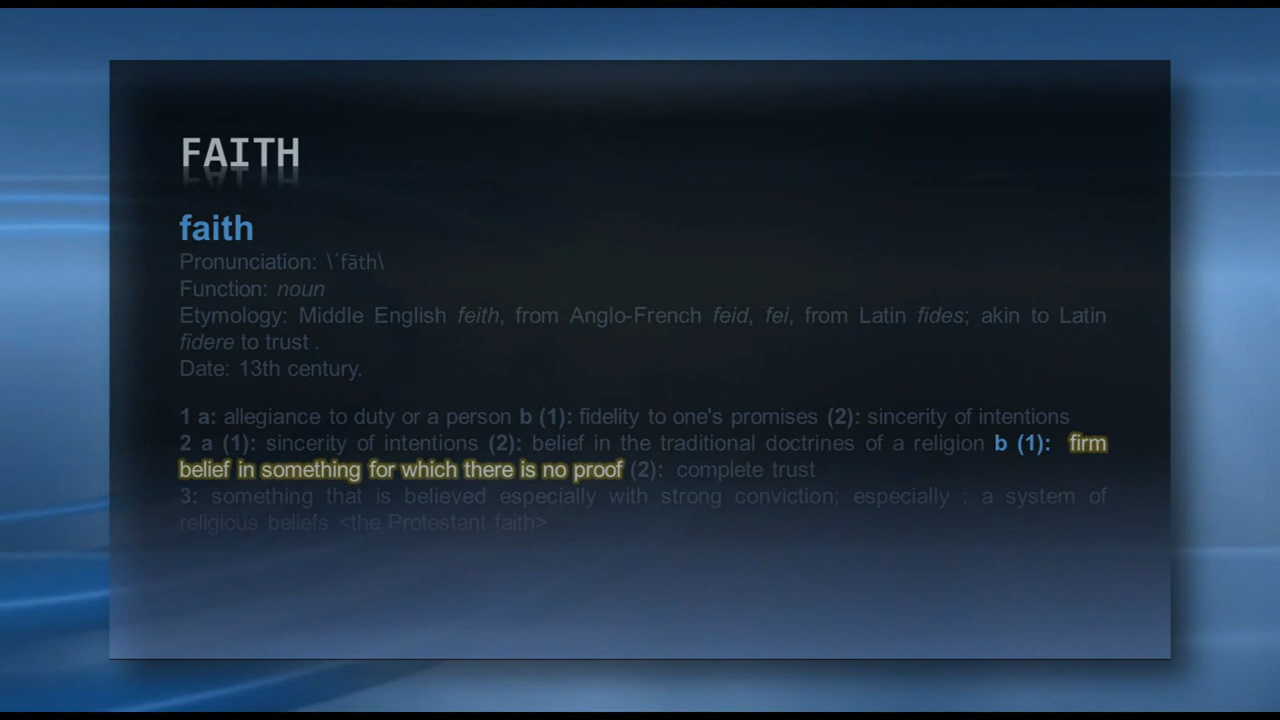 FAITH
faith
Pronunciation: \ˈfāth\
Function: noun
Etymology: Middle English feith, from Anglo-French feid, fei, from Latin fides; akin to Latin
fidere to trust .
Date: 13th century.
1 a: allegiance to duty or a person b (1): fidelity to one's promises (2): sincerity of intentions
2 a (1): sincerity of intentions (2): belief in the traditional doctrines of a religion b (1): firm
belief in something for which there is no proof (2): complete trust
3: something that is believed especially with strong conviction; especially : a system of
religious beliefs <the Protestant faith>